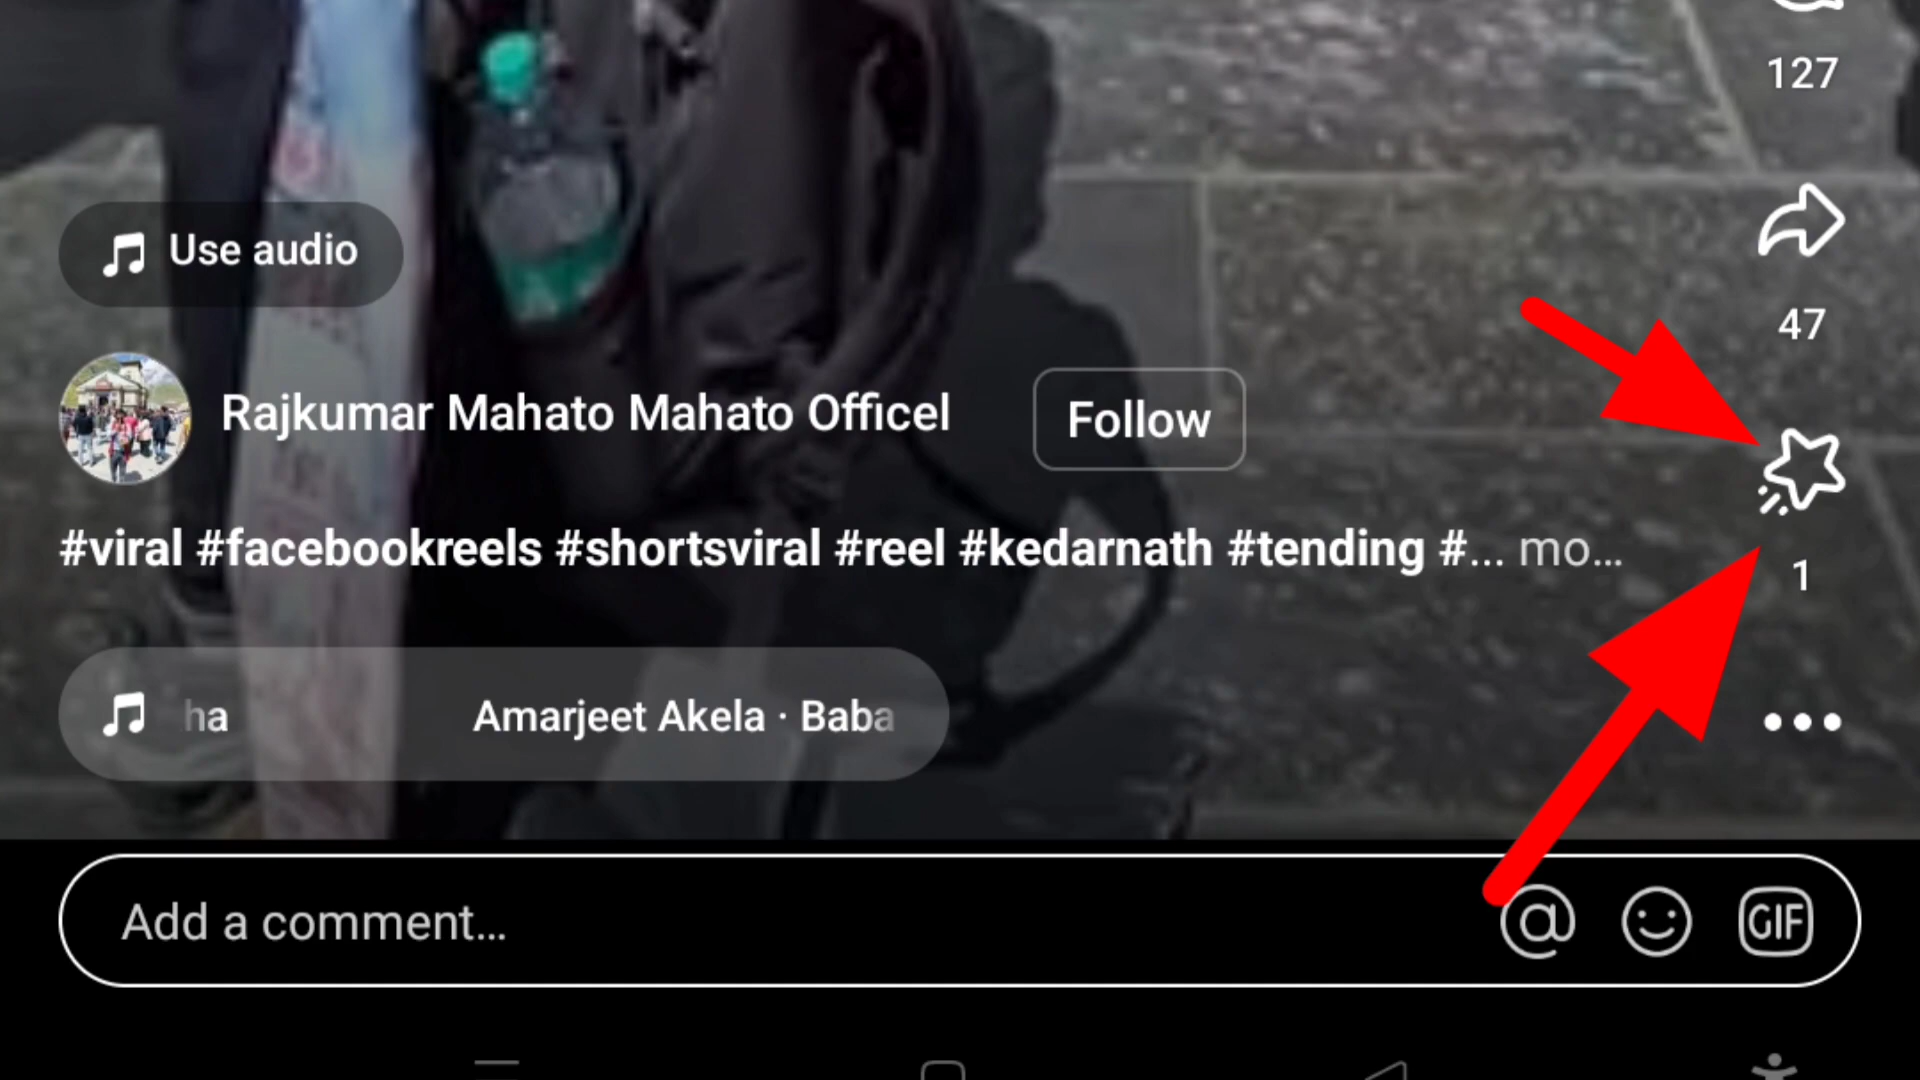 127
Use audio
47
Rajkumar Mahato Mahato Officel
Follow
#viral #facebookreels #shortsviral #reel #kedarnath #tending #... mo...
1
ha
Amarjeet Akela · Baba
Add a comment...
@
GIF